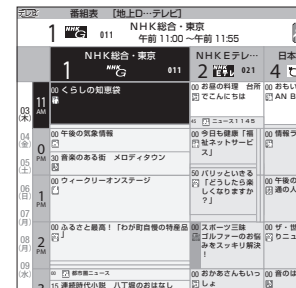 テレビ 番組表 [地上D…テレビ]
1 NHK G 011 NHK総合・東京
午前 11:00 ～午前 11:55
NHK総合・東京
1 NHK G 011
NHKEテレ…
2 NHK Eテレ 021
日本
4
03
(木)
04
(金)
05
(土)
06
(日)
07
(月)
08
(火)
09
(水)
11
AM
0
PM
1
PM
2
PM
00 くらしの知恵袋
00 午後の気象情報
30 音楽のある街 メロディタウン
00 ウィークリーオンステージ
00 ふるさと最高！「わが町自慢の特産品
」
00 都市圏ニュース
15 連続時代小説 八丁堀のおはなし
00 お昼の料理 台所
でこんにちは
45 ニュース1145
00 今日も健康「福
祉ネットサービ
ス」
50 バリッといきる
「どうしたら楽
しくなりますか
？」
00 スポーツ三昧
ゴルファーのお悩
みをスッキリ解決
！
00 おかあさんもいっ
しょ
00 おもい
AN B
00 情報ラ
00 午後の
通の人
00 ザ・世
りニュ
00 昔のは